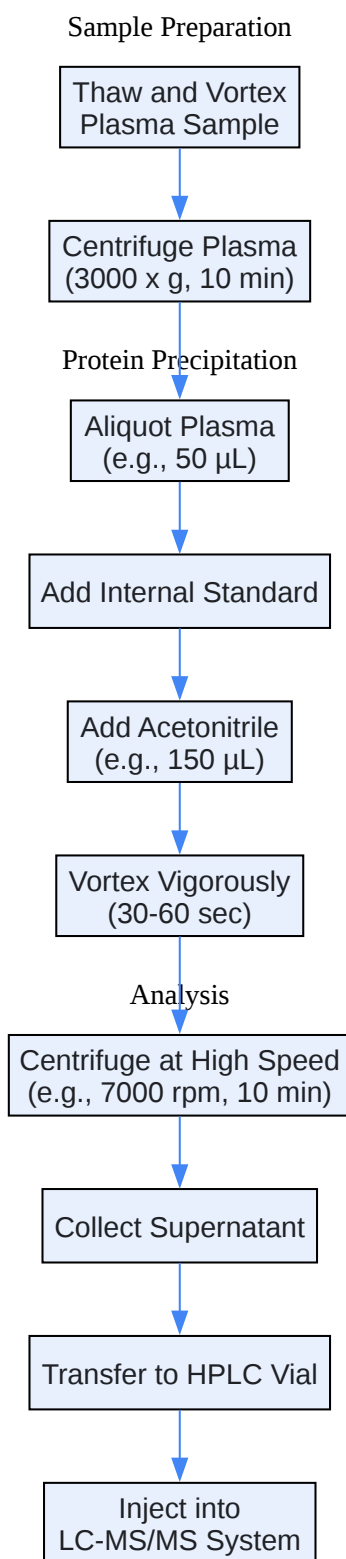 Sample Preparation
Thaw and Vortex
Plasma Sample
Centrifuge Plasma
(3000 x g, 10 min)
Protein Precipitation
Aliquot Plasma
(e.g., 50 µL)
Add Internal Standard
Add Acetonitrile
(e.g., 150 µL)
Vortex Vigorously
(30-60 sec)
Analysis
Centrifuge at High Speed
(e.g., 7000 rpm, 10 min)
Collect Supernatant
Transfer to HPLC Vial
Inject into
LC-MS/MS System